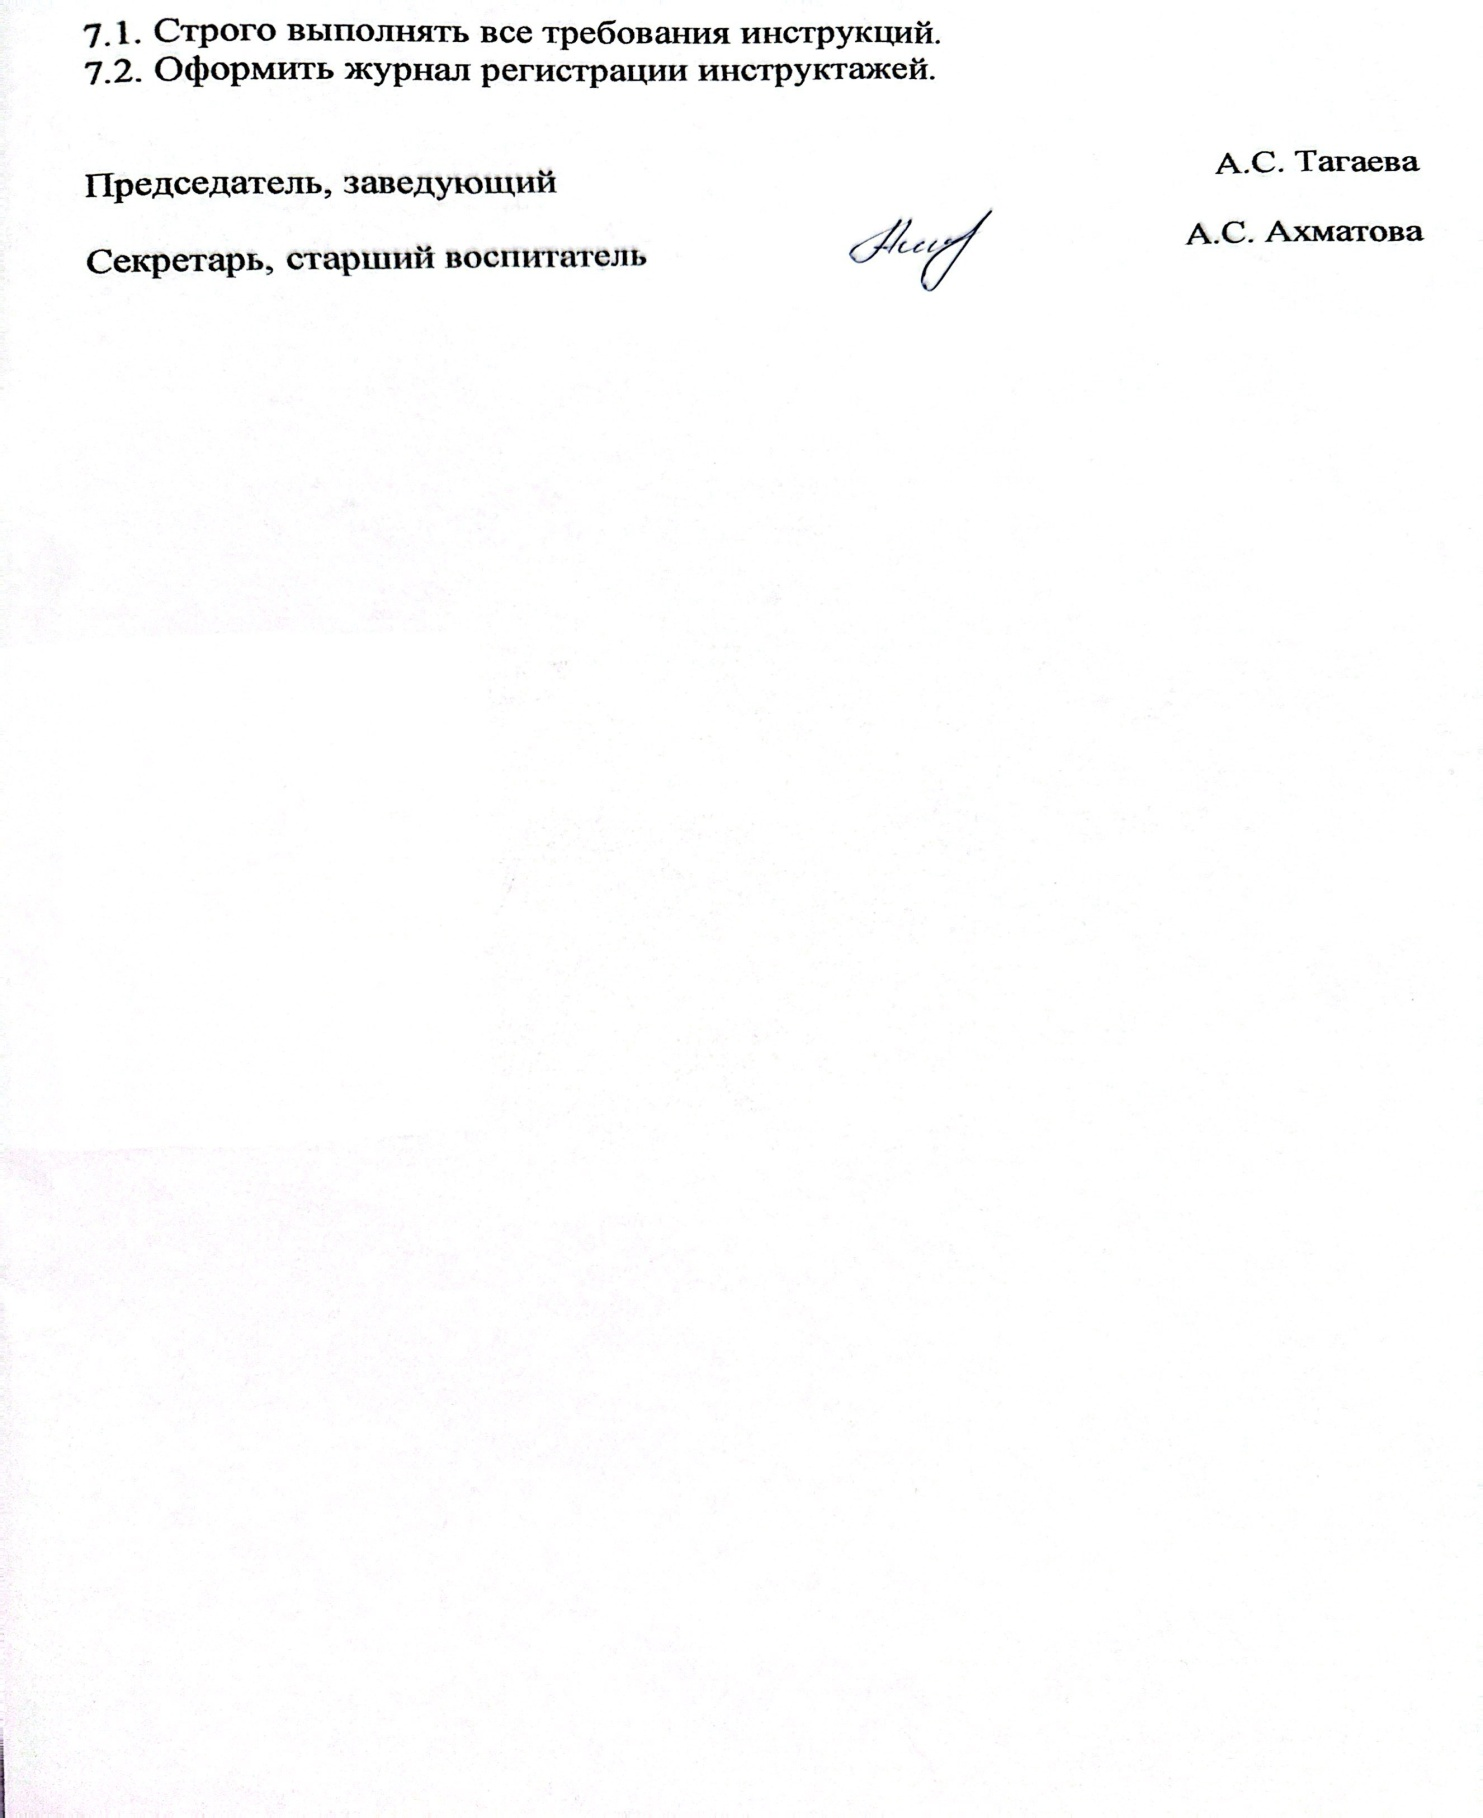 7.1. Строго выполнять все требования инструкций.
7.2. Оформить журнал регистрации инструктажей.
Председатель, заведующий А.С. Тагаева
Секретарь, старший воспитатель А.С. Ахматова